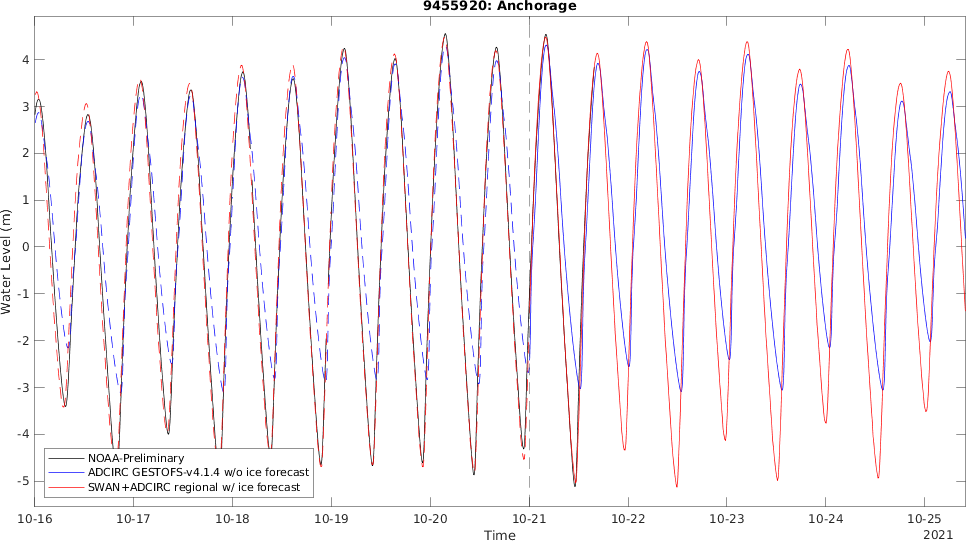 9455920: Anchorage
Water Level (m)
4
3
2
1
0
-1
-2
-3
-4
-5
NOAA-Preliminary
ADCIRC GESTOFS-v4.1.4 w/o ice forecast
SWAN+ADCIRC regional w/ ice forecast
10-16 10-17 10-18 10-19 10-20 10-21 10-22 10-23 10-24 10-25
Time
2021